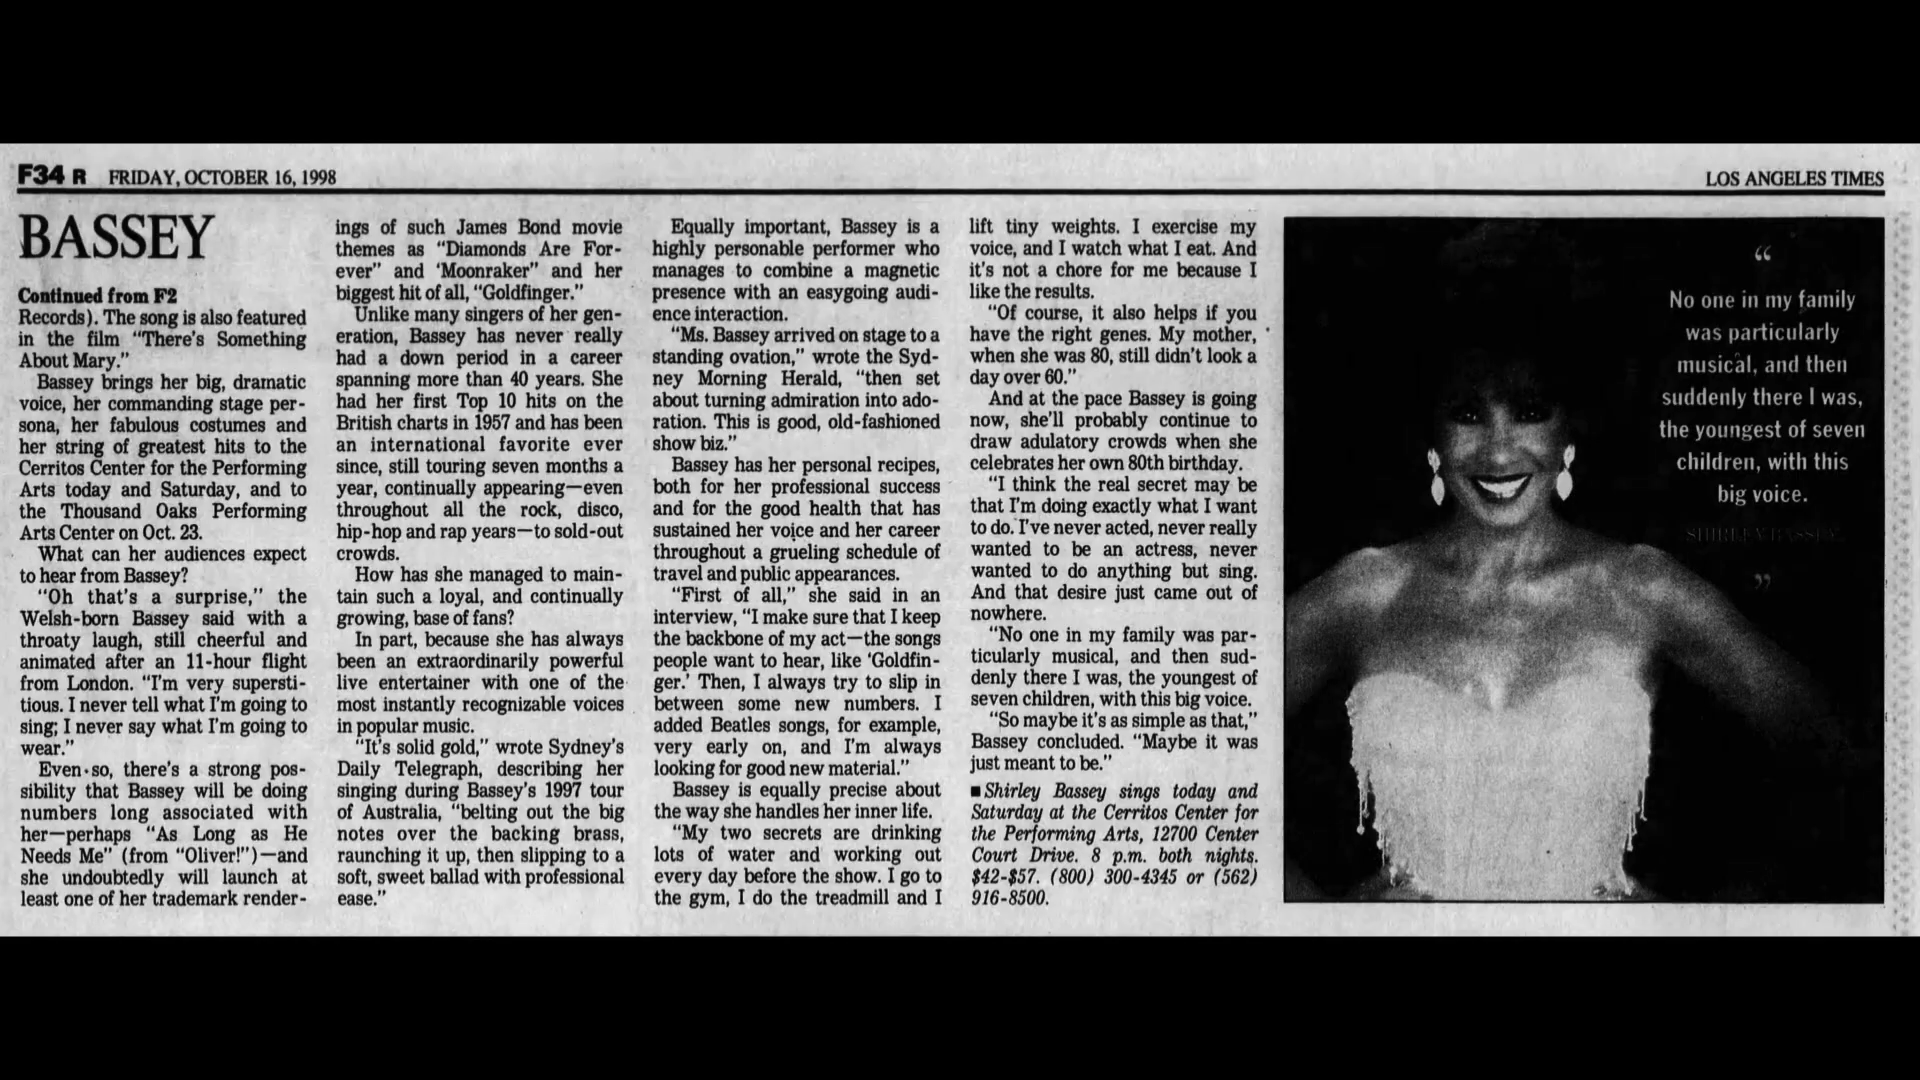 F34 R FRIDAY, OCTOBER 16, 1998
LOS ANGELES TIMES
BASSEY
Continued from F2
Records). The song is also featured
in the film “There's Something
About Mary.”
Bassey brings her big, dramatic
voice, her commanding stage per-
sona, her fabulous costumes and
her string of greatest hits to the
Cerritos Center for the Performing
Arts today and Saturday, and to
the Thousand Oaks Performing
Arts Center on Oct. 23.
What can her audiences expect
to hear from Bassey?
“Oh that's a surprise,” the
Welsh-born Bassey said with a
throaty laugh, still cheerful and
animated after an 11-hour flight
from London. “I'm very supersti-
tious. I never tell what I'm going to
sing; I never say what I'm going to
wear.”
Even so, there's a strong pos-
sibility that Bassey will be doing
numbers long associated with
her—perhaps “As Long as He
Needs Me” (from “Oliver!”)—and
she undoubtedly will launch at
least one of her trademark render-
ings of such James Bond movie
themes as “Diamonds Are For-
ever” and ‘Moonraker” and her
biggest hit of all, “Goldfinger.”
Unlike many singers of her gen-
eration, Bassey has never really
had a down period in a career
spanning more than 40 years. She
had her first Top 10 hits on the
British charts in 1957 and has been
an international favorite ever
since, still touring seven months a
year, continually appearing—even
throughout all the rock, disco,
hip-hop and rap years—to sold-out
crowds.
How has she managed to main-
tain such a loyal, and continually
growing, base of fans?
In part, because she has always
been an extraordinarily powerful
live entertainer with one of the
most instantly recognizable voices
in popular music.
“It's solid gold,” wrote Sydney's
Daily Telegraph, describing her
singing during Bassey's 1997 tour
of Australia, “belting out the big
notes over the backing brass,
raunching it up, then slipping to a
soft, sweet ballad with professional
ease.”
Equally important, Bassey is a
highly personable performer who
manages to combine a magnetic
presence with an easygoing audi-
ence interaction.
“Ms. Bassey arrived on stage to a
standing ovation,” wrote the Syd-
ney Morning Herald, “then set
about turning admiration into ado-
ration. This is good, old-fashioned
show biz.”
Bassey has her personal recipes,
both for her professional success
and for the good health that has
sustained her voice and her career
throughout a grueling schedule of
travel and public appearances.
“First of all,” she said in an
interview, “I make sure that I keep
the backbone of my act—the songs
people want to hear, like ‘Goldfin-
ger.’ Then, I always try to slip in
between some new numbers. I
added Beatles songs, for example,
very early on, and I'm always
looking for good new material.”
Bassey is equally precise about
the way she handles her inner life.
“My two secrets are drinking
lots of water and working out
every day before the show. I go to
the gym, I do the treadmill and I
lift tiny weights. I exercise my
voice, and I watch what I eat. And
it's not a chore for me because I
like the results.
“Of course, it also helps if you
have the right genes. My mother,
when she was 80, still didn't look a
day over 60.”
And at the pace Bassey is going
now, she'll probably continue to
draw adulatory crowds when she
celebrates her own 80th birthday.
“I think the real secret may be
that I'm doing exactly what I want
to do. I've never acted, never really
wanted to be an actress, never
wanted to do anything but sing.
And that desire just came out of
nowhere.
“No one in my family was par-
ticularly musical, and then sud-
denly there I was, the youngest of
seven children, with this big voice.
“So maybe it's as simple as that,”
Bassey concluded. “Maybe it was
just meant to be.”
■ Shirley Bassey sings today and
Saturday at the Cerritos Center for
the Performing Arts, 12700 Center
Court Drive. 8 p.m. both nights.
$42-$57. (800) 300-4345 or (562)
916-8500.
“
No one in my family
was particularly
musical, and then
suddenly there I was,
the youngest of seven
children, with this
big voice.
SHIRLEY BASSEY
”